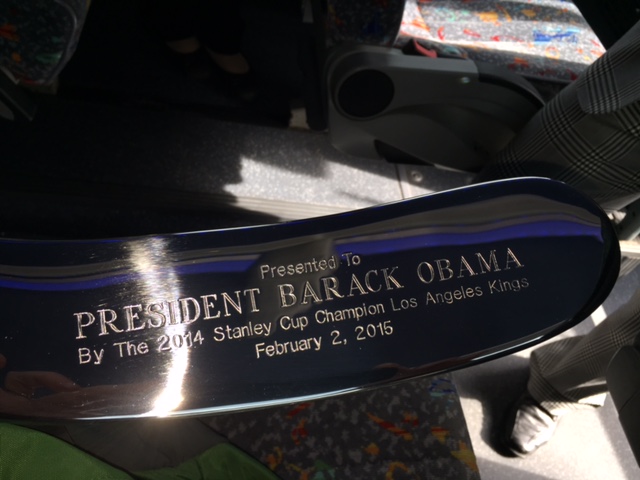 Presented To
PRESIDENT BARACK OBAMA
By The 2014 Stanley Cup Champion Los Angeles Kings
February 2, 2015